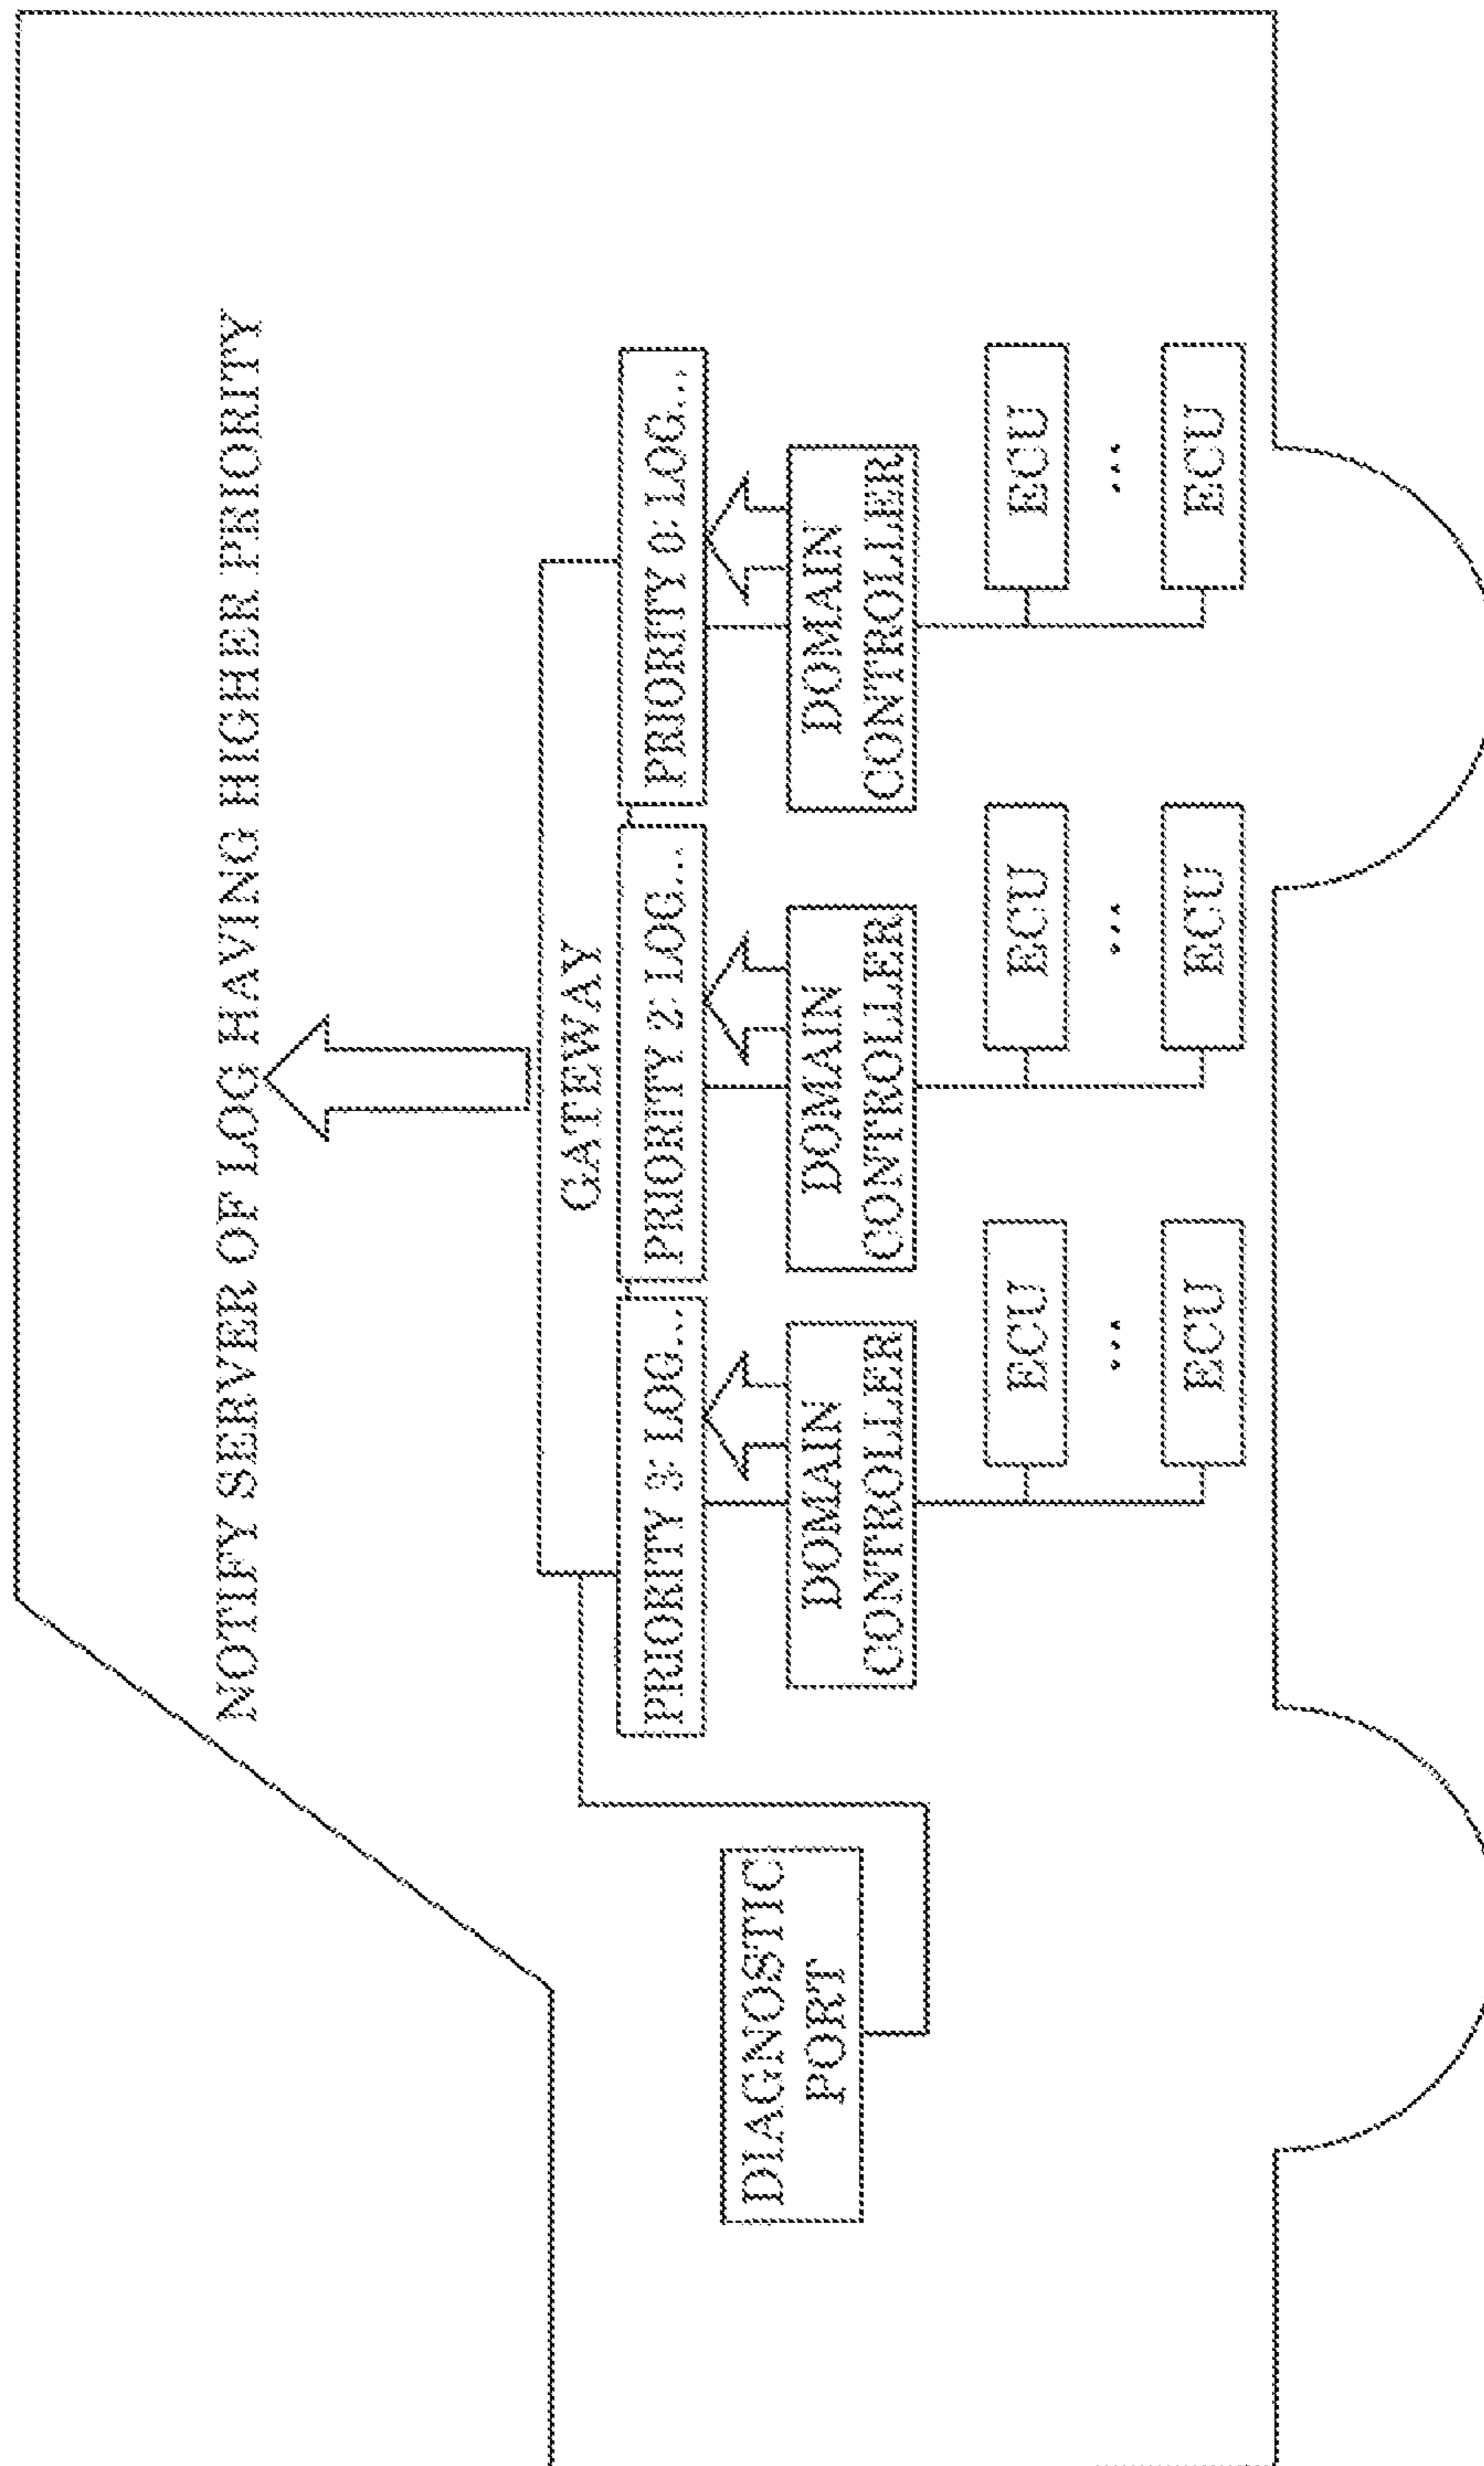 NOTIFY SERVER OF LOG HAVING HIGHER PRIORITY
GATEWAY
PRIORITY 5: LOG...
PRIORITY 2: LOG...
PRIORITY 0: LOG...
DIAGNOSTIC
PORT
DOMAIN
CONTROLLER
DOMAIN
CONTROLLER
DOMAIN
CONTROLLER
ECU
ECU
ECU
...
...
...
ECU
ECU
ECU